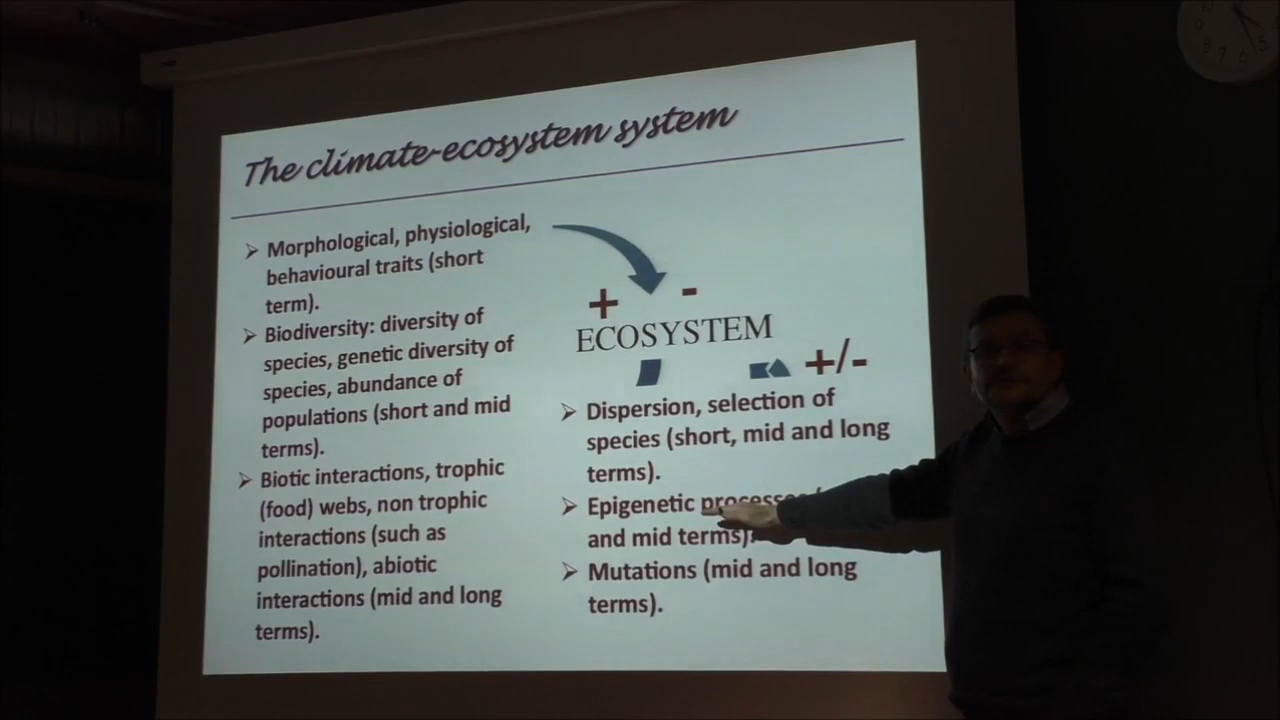 The climate-ecosystem system
➢ Morphological, physiological,
behavioural traits (short
term).
➢ Biodiversity: diversity of
species, genetic diversity of
species, abundance of
populations (short and mid
terms).
➢ Biotic interactions, trophic
(food) webs, non trophic
interactions (such as
pollination), abiotic
interactions (mid and long
terms).
+ -
ECOSYSTEM
+/-
➢ Dispersion, selection of
species (short, mid and long
terms).
➢ Epigenetic processes
and mid terms).
➢ Mutations (mid and long
terms).